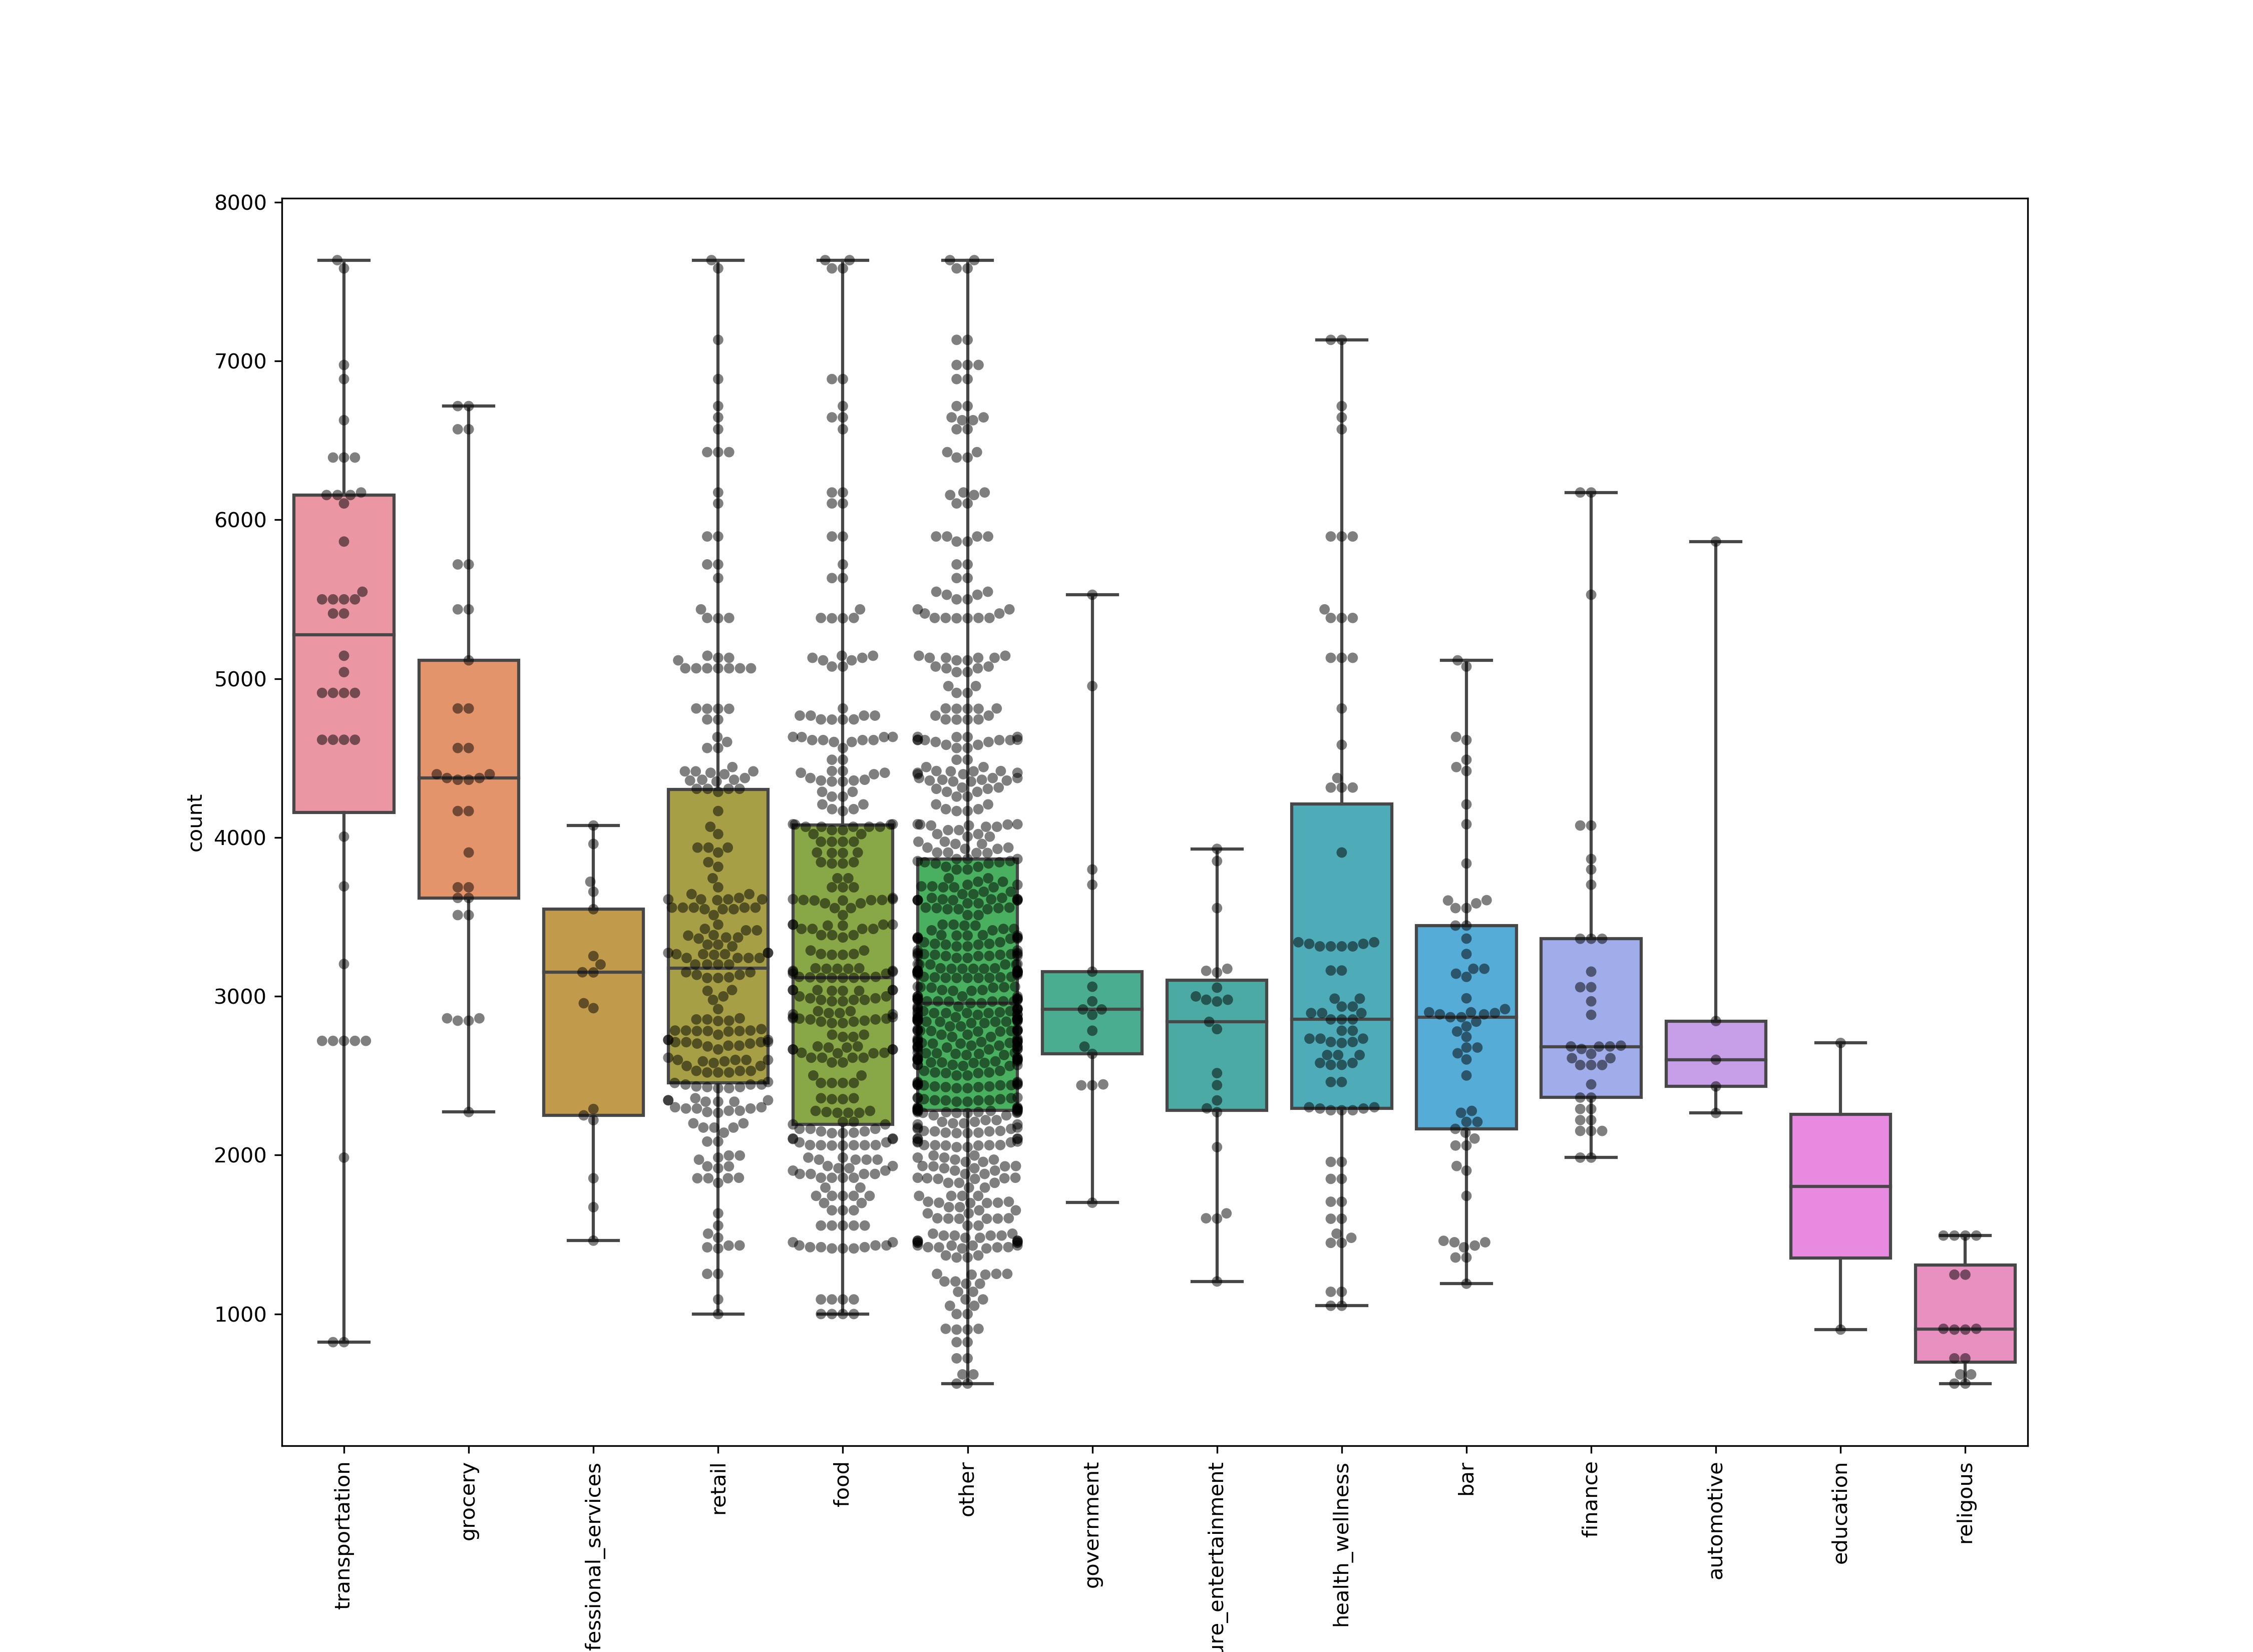 8000
7000
6000
5000
4000
3000
2000
1000
count
transportation
grocery
fessional_services
retail
food
other
government
ure_entertainment
health_wellness
bar
finance
automotive
education
religous